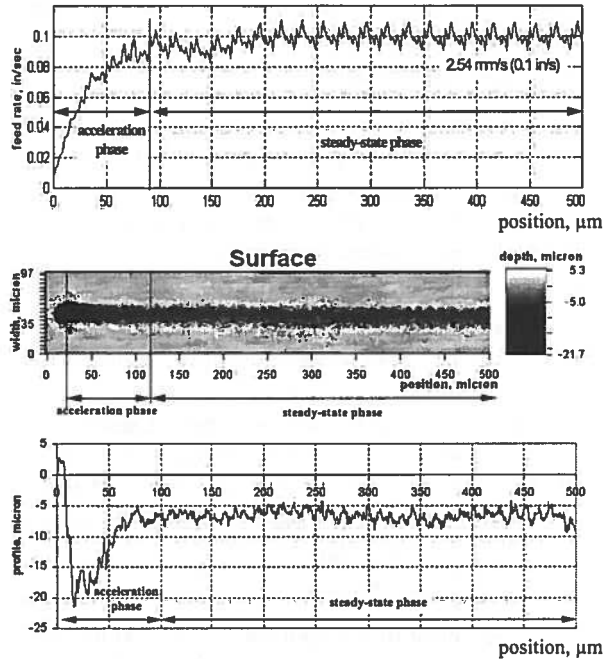 feed rate, in/sec
0.1
0.08
0.06
0.04
0.02
0
2.54 mm/s (0.1 in/s)
acceleration
phase
steady-state phase
0 50 100 150 200 250 300 350 400 450 500
position, µm
Surface
depth, micron
width, micron
97
35
0
5.3
-5.0
-21.7
0 50 100 150 200 250 300 350 400 450 500
position, micron
acceleration phase
steady-state phase
profile, micron
5
0
-5
-10
-15
-20
-25
0 50 100 150 200 250 300 350 400 450 500
acceleration
phase
steady-state phase
position, µm